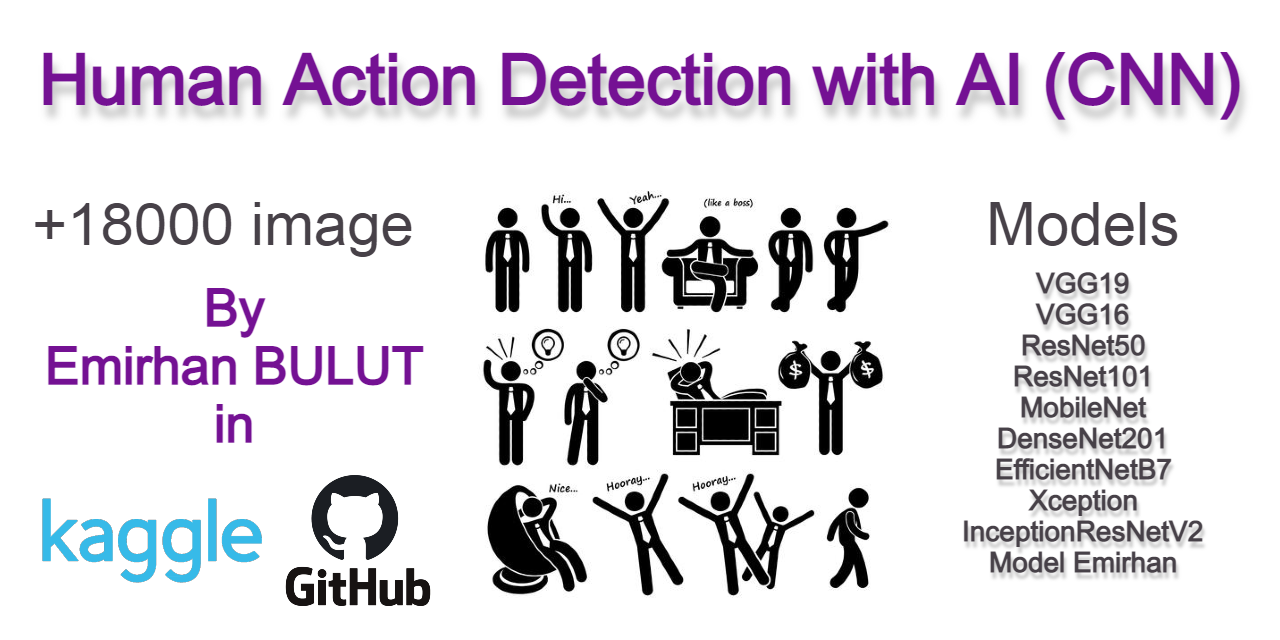 Human Action Detection with AI (CNN)
+18000 image
By
Emirhan BULUT
in
kaggle
GitHub
Hi...
Yeah...
(like a boss)
$
$
Nice...
Hooray...
Hooray...
Models
VGG19
VGG16
ResNet50
ResNet101
MobileNet
DenseNet201
EfficientNetB7
Xception
InceptionResNetV2
Model Emirhan